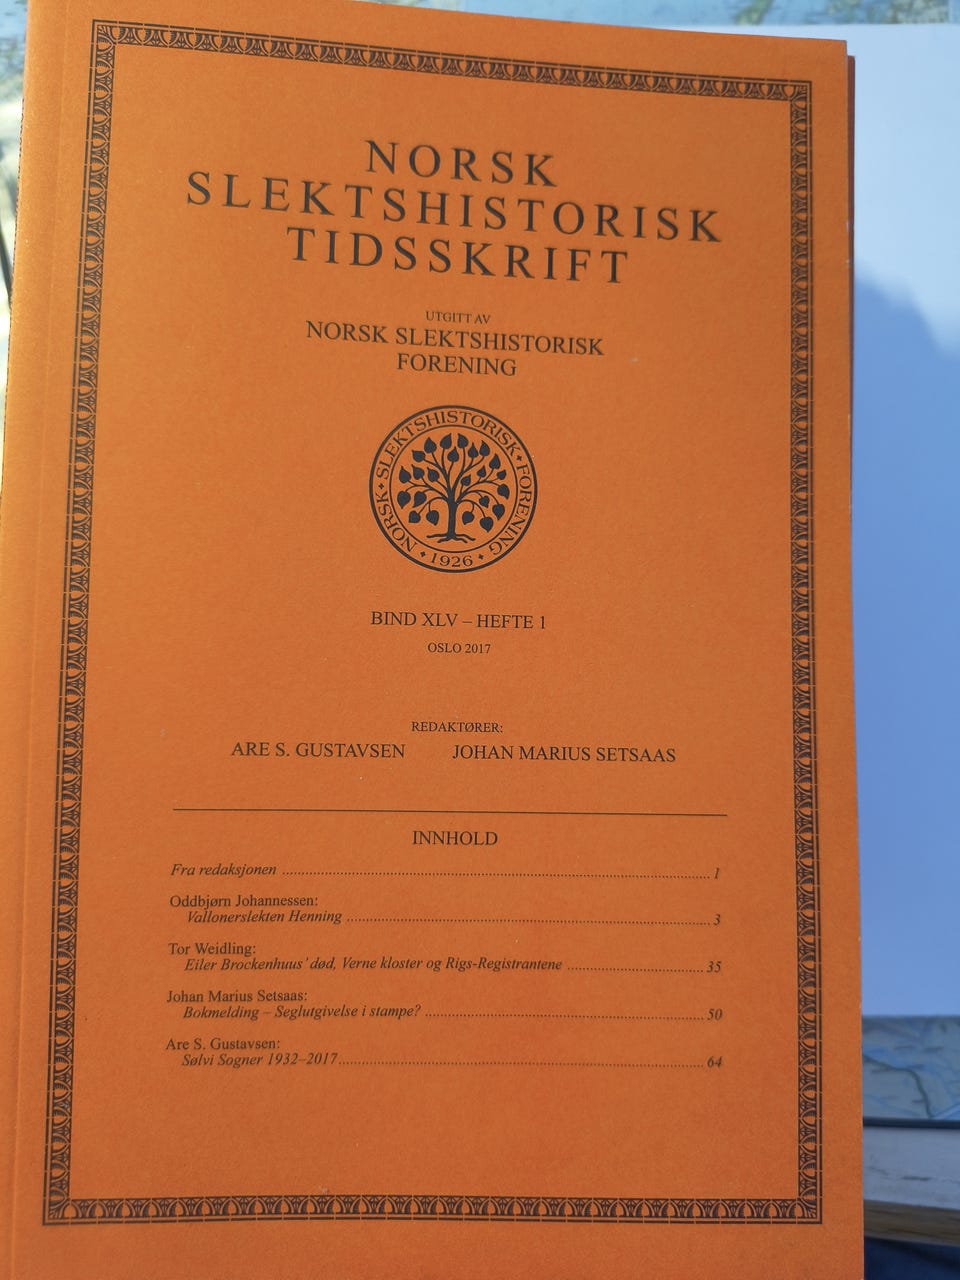 NORSK
SLEKTSHISTORISK
TIDSSKRIFT
UTGITT AV
NORSK SLEKTSHISTORISK
FORENING
NORSK • SLEKTSHISTORISK • FORENING
• 1926 •
BIND XLV – HEFTE 1
OSLO 2017
REDAKTØRER:
ARE S. GUSTAVSEN JOHAN MARIUS SETSAAS
INNHOLD
Fra redaksjonen ........ 1
Oddbjørn Johannessen:
Vallonerslekten Henning ........ 3
Tor Weidling:
Eiler Brockenhuus’ død, Verne kloster og Rigs-Registrantene ........ 35
Johan Marius Setsaas:
Bokmelding – Seglutgivelse i stampe? ........ 50
Are S. Gustavsen:
Sølvi Sogner 1932–2017 ........ 64